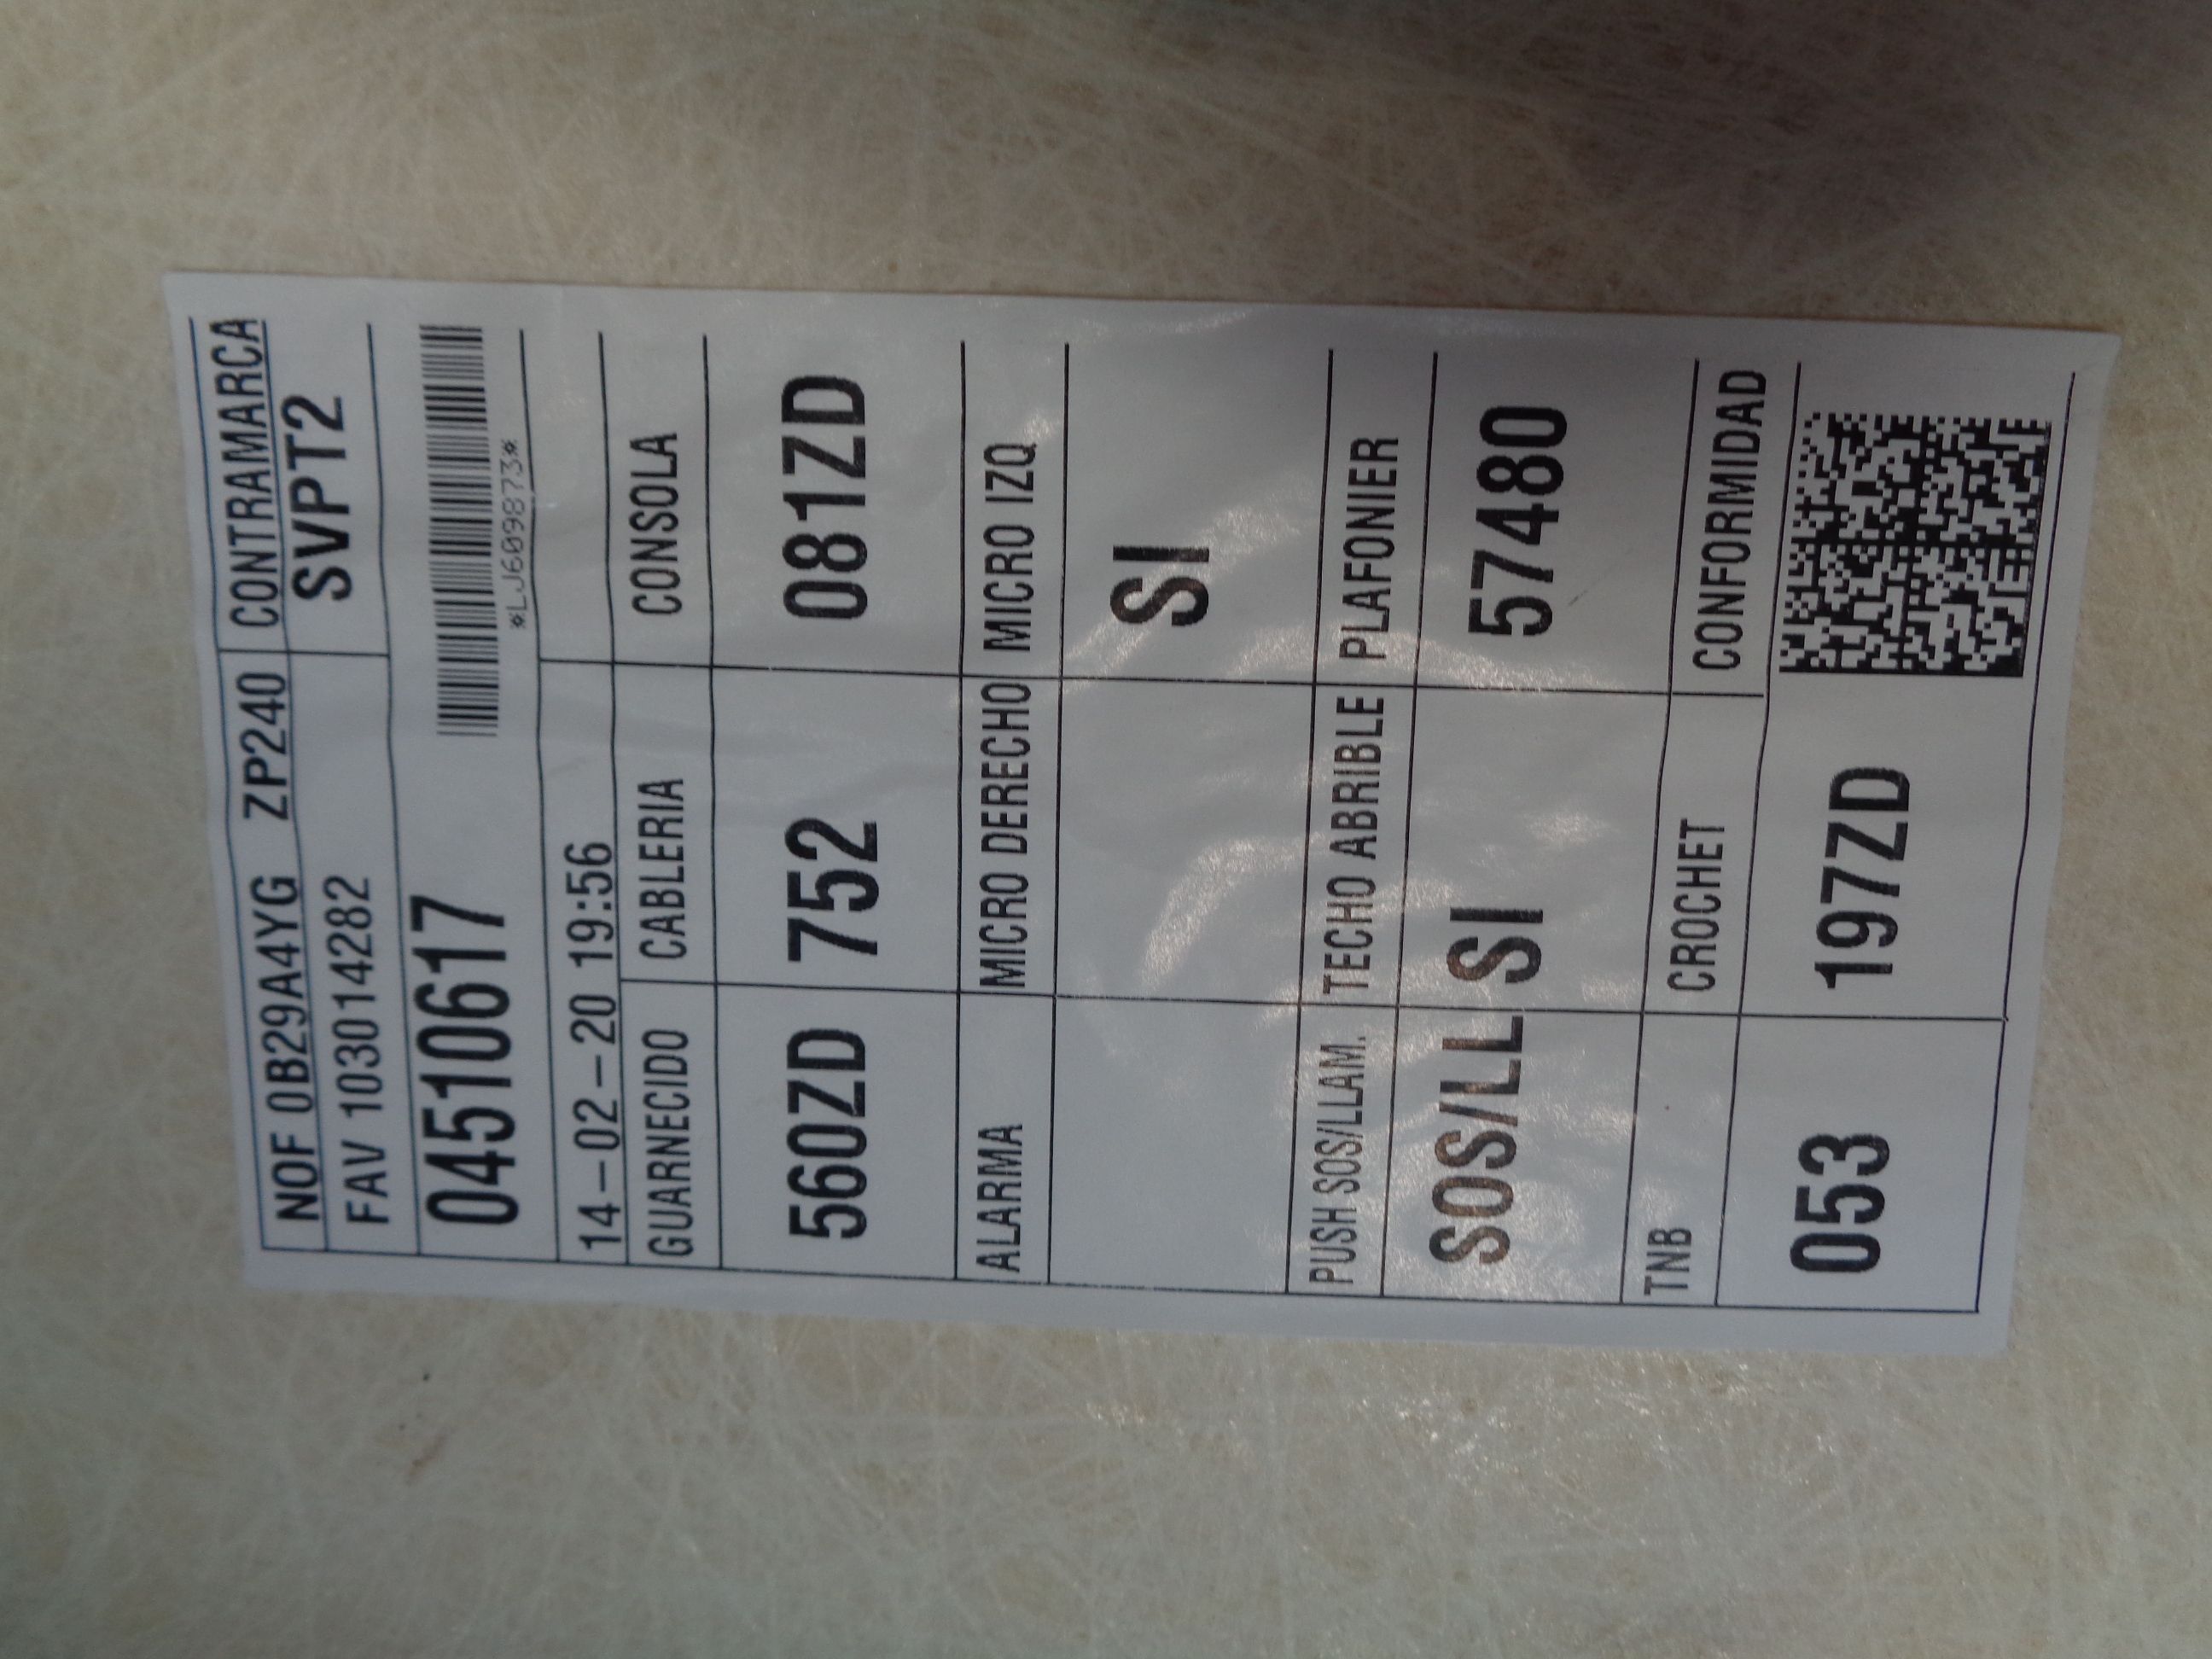 NOF 0B29A4YG ZP240 CONTRAMARCA
FAV 103014282 SVPT2
04510617
*LJ609873*
14-02-20 19:56
GUARNECIDO CABLERIA CONSOLA
560ZD 752 081ZD
ALARMA MICRO DERECHO MICRO IZQ
SI
PUSH SOS/LLAM. TECHO ABRIBLE PLAFONIER
SOS/LL SI 57480
TNB CROCHET CONFORMIDAD
053 197ZD